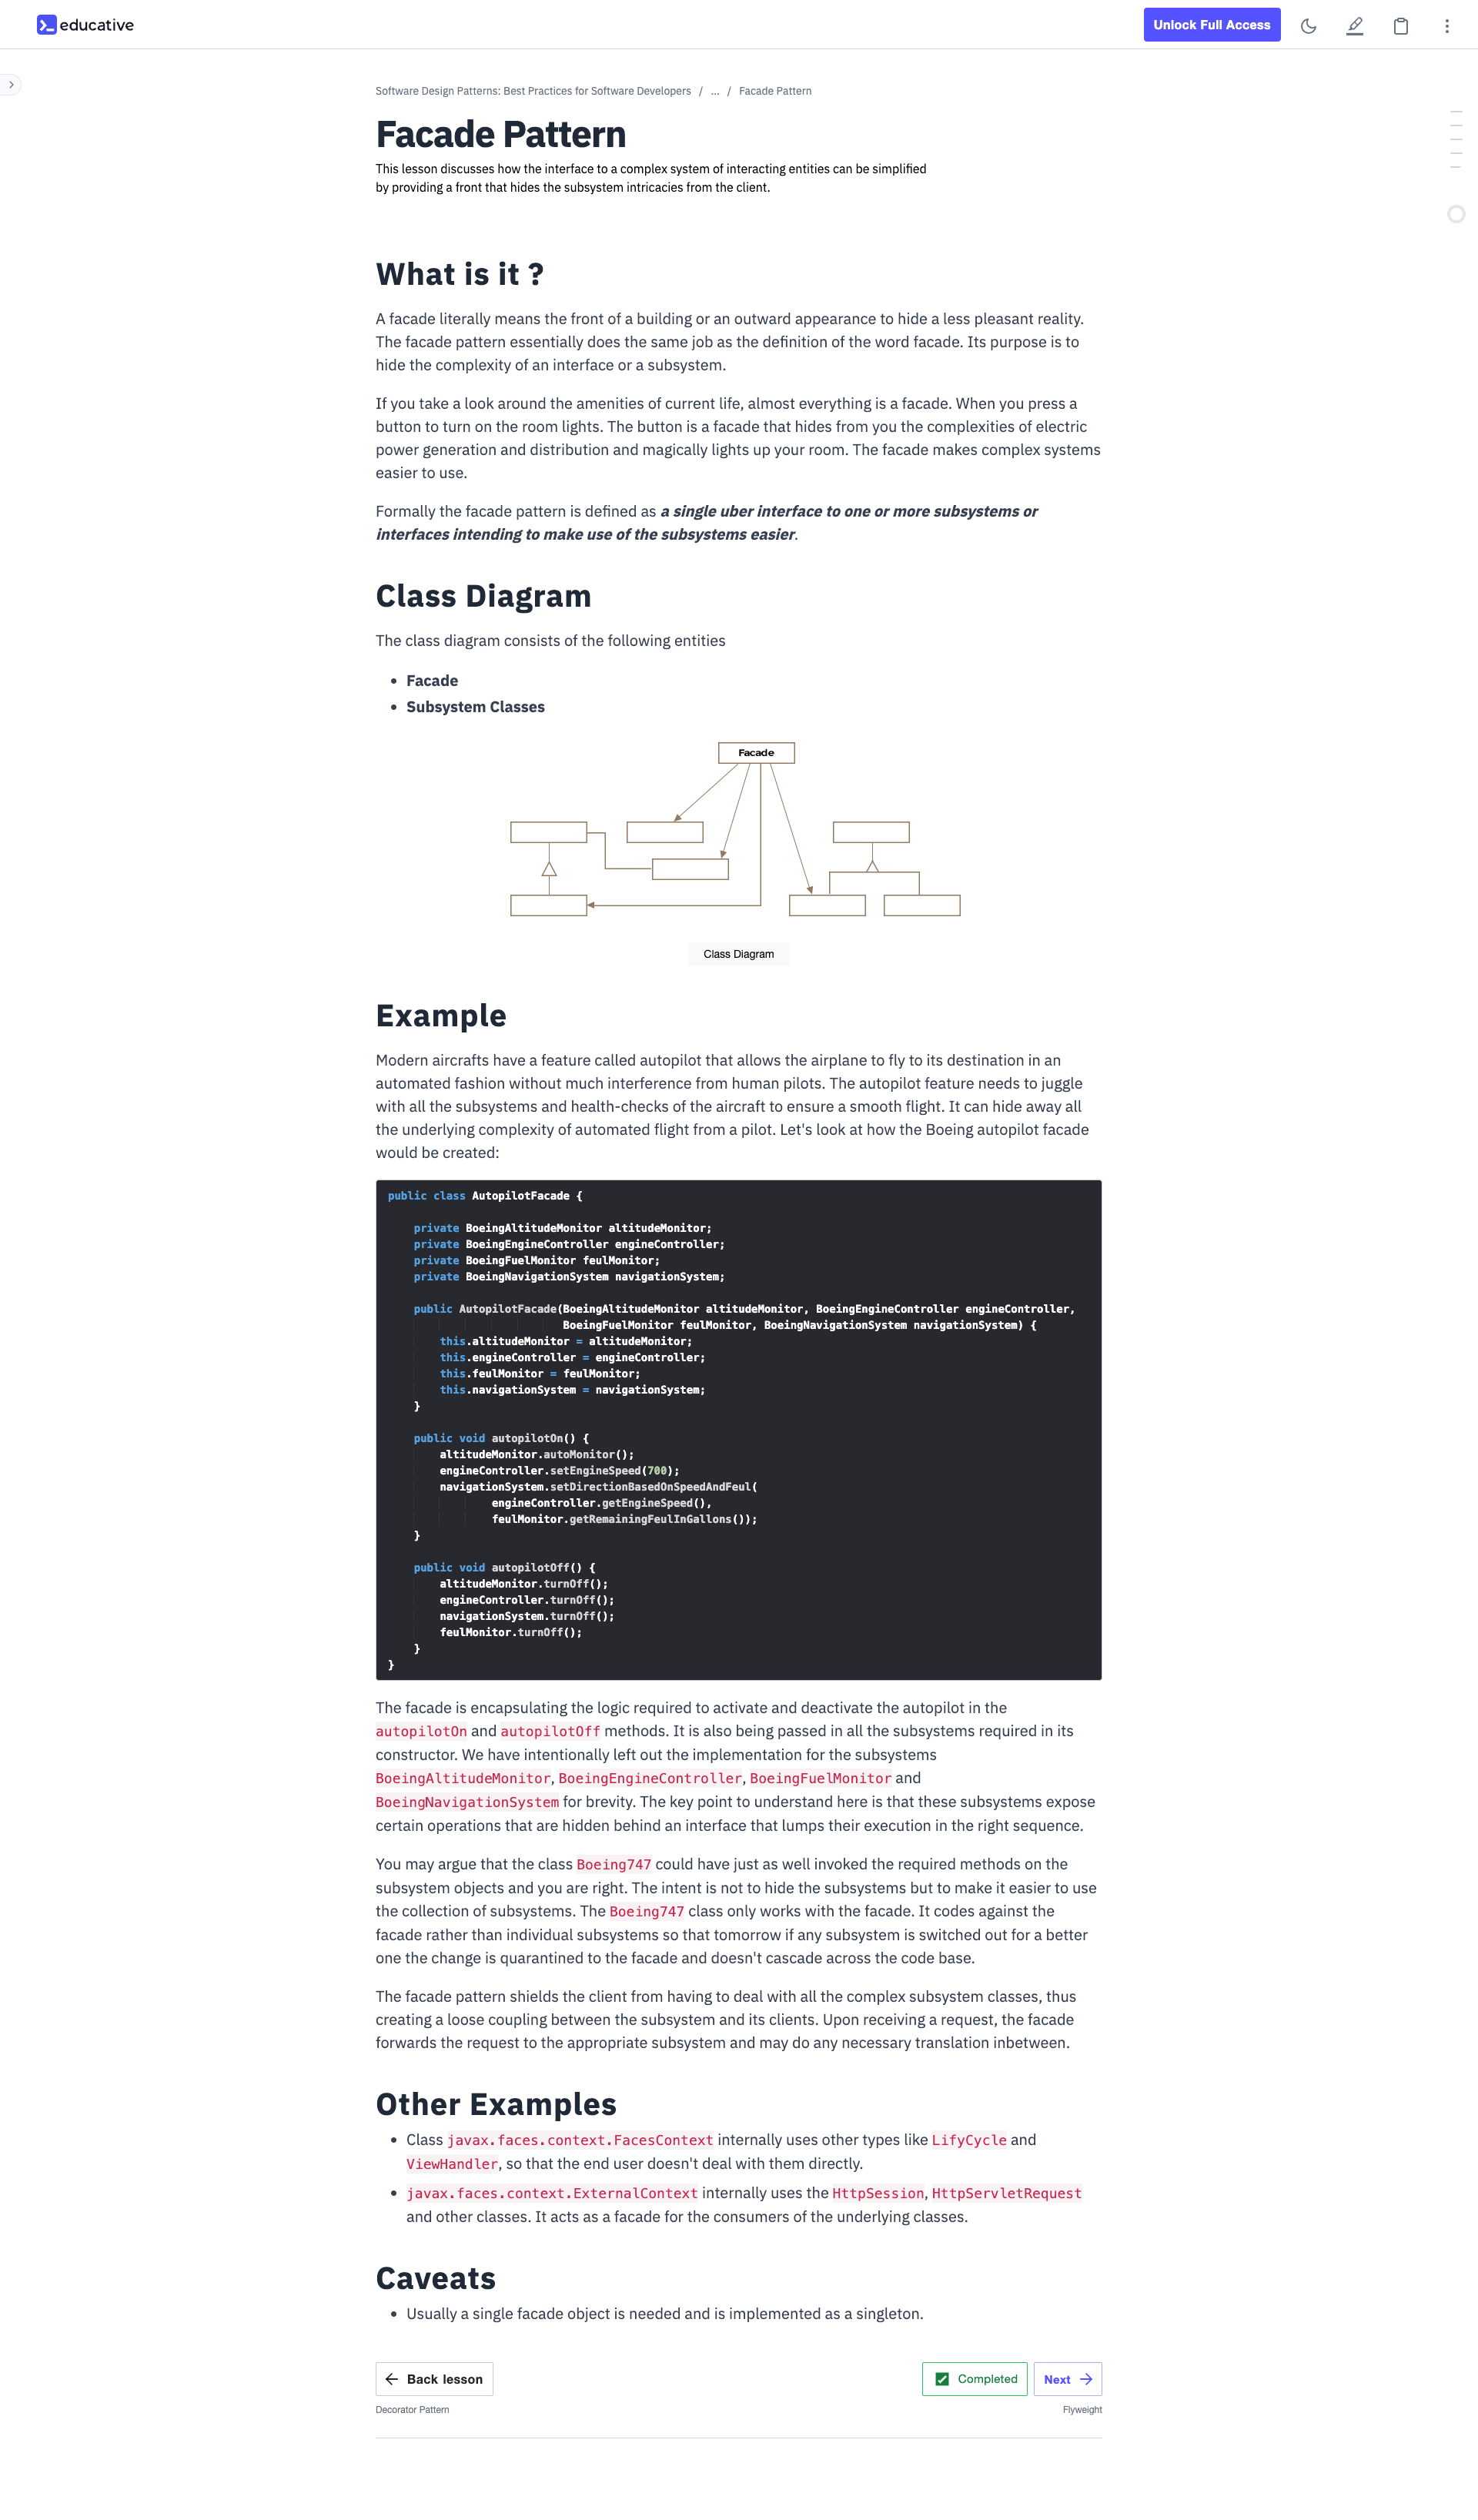 educative
Unlock Full Access
Software Design Patterns: Best Practices for Software Developers / ... / Facade Pattern
Facade Pattern
This lesson discusses how the interface to a complex system of interacting entities can be simplified
by providing a front that hides the subsystem intricacies from the client.
What is it ?
A facade literally means the front of a building or an outward appearance to hide a less pleasant reality.
The facade pattern essentially does the same job as the definition of the word facade. Its purpose is to
hide the complexity of an interface or a subsystem.
If you take a look around the amenities of current life, almost everything is a facade. When you press a
button to turn on the room lights. The button is a facade that hides from you the complexities of electric
power generation and distribution and magically lights up your room. The facade makes complex systems
easier to use.
Formally the facade pattern is defined as a single uber interface to one or more subsystems or
interfaces intending to make use of the subsystems easier.
Class Diagram
The class diagram consists of the following entities
• Facade
• Subsystem Classes
Facade
Class Diagram
Example
Modern aircrafts have a feature called autopilot that allows the airplane to fly to its destination in an
automated fashion without much interference from human pilots. The autopilot feature needs to juggle
with all the subsystems and health-checks of the aircraft to ensure a smooth flight. It can hide away all
the underlying complexity of automated flight from a pilot. Let's look at how the Boeing autopilot facade
would be created:
public class AutopilotFacade {
private BoeingAltitudeMonitor altitudeMonitor;
private BoeingEngineController engineController;
private BoeingFuelMonitor feulMonitor;
private BoeingNavigationSystem navigationSystem;
public AutopilotFacade(BoeingAltitudeMonitor altitudeMonitor, BoeingEngineController engineController,
BoeingFuelMonitor feulMonitor, BoeingNavigationSystem navigationSystem) {
this.altitudeMonitor = altitudeMonitor;
this.engineController = engineController;
this.feulMonitor = feulMonitor;
this.navigationSystem = navigationSystem;
}
public void autopilotOn() {
altitudeMonitor.autoMonitor();
engineController.setEngineSpeed(700);
navigationSystem.setDirectionBasedOnSpeedAndFeul(
engineController.getEngineSpeed(),
feulMonitor.getRemainingFeulInGallons());
}
public void autopilotOff() {
altitudeMonitor.turnOff();
engineController.turnOff();
navigationSystem.turnOff();
feulMonitor.turnOff();
}
}
The facade is encapsulating the logic required to activate and deactivate the autopilot in the
autopilotOn and autopilotOff methods. It is also being passed in all the subsystems required in its
constructor. We have intentionally left out the implementation for the subsystems
BoeingAltitudeMonitor, BoeingEngineController, BoeingFuelMonitor and
BoeingNavigationSystem for brevity. The key point to understand here is that these subsystems expose
certain operations that are hidden behind an interface that lumps their execution in the right sequence.
You may argue that the class Boeing747 could have just as well invoked the required methods on the
subsystem objects and you are right. The intent is not to hide the subsystems but to make it easier to use
the collection of subsystems. The Boeing747 class only works with the facade. It codes against the
facade rather than individual subsystems so that tomorrow if any subsystem is switched out for a better
one the change is quarantined to the facade and doesn't cascade across the code base.
The facade pattern shields the client from having to deal with all the complex subsystem classes, thus
creating a loose coupling between the subsystem and its clients. Upon receiving a request, the facade
forwards the request to the appropriate subsystem and may do any necessary translation inbetween.
Other Examples
• Class javax.faces.context.FacesContext internally uses other types like LifyCycle and
ViewHandler, so that the end user doesn't deal with them directly.
• javax.faces.context.ExternalContext internally uses the HttpSession, HttpServletRequest
and other classes. It acts as a facade for the consumers of the underlying classes.
Caveats
• Usually a single facade object is needed and is implemented as a singleton.
Back lesson
Completed
Next
Decorator Pattern
Flyweight